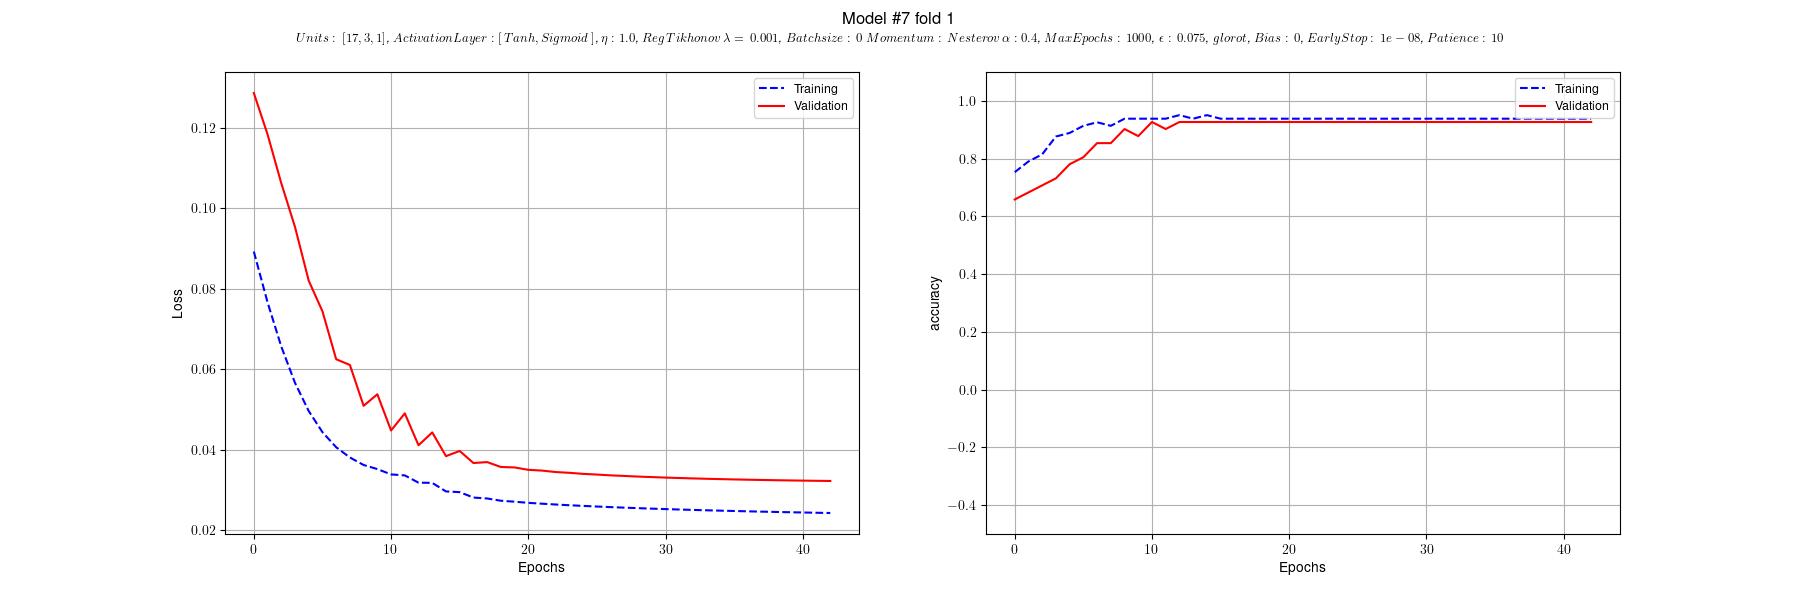 Model #7 fold 1
Units : [17, 3, 1], ActivationLayer : [ Tanh, Sigmoid ], η : 1.0, RegTikhonov λ = 0.001, Batchsize : 0 Momentum : Nesterov α : 0.4, MaxEpochs : 1000, ϵ : 0.075, glorot, Bias : 0, EarlyStop : 1e − 08, Patience : 10
Training
Validation
0.12
0.10
0.08
0.06
0.04
0.02
Loss
0 10 20 30 40
Epochs
Training
Validation
1.0
0.8
0.6
0.4
0.2
0.0
−0.2
−0.4
accuracy
0 10 20 30 40
Epochs